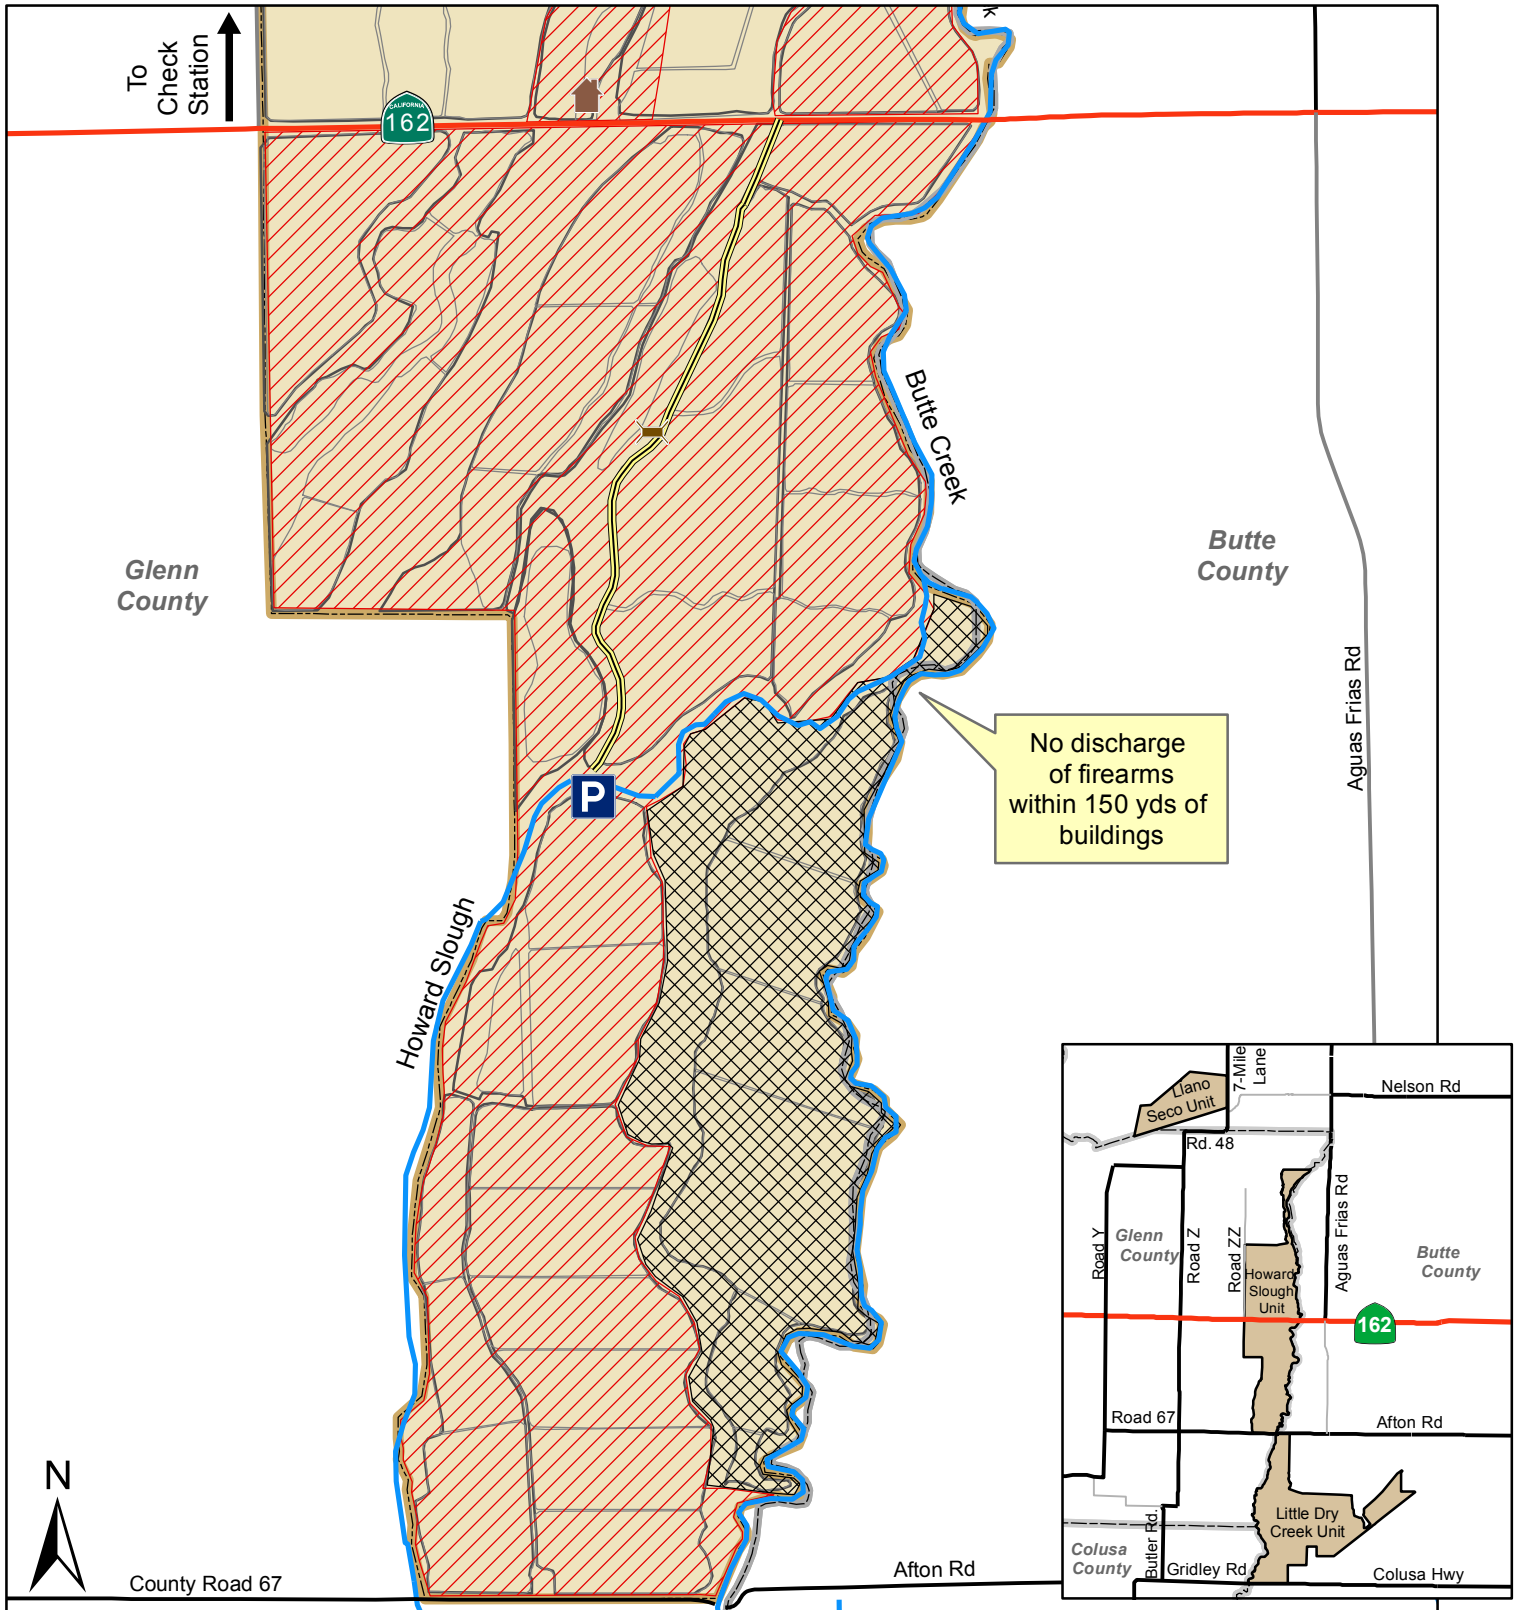 To
Check
Station
k
CALIFORNIA
162
Butte Creek
Glenn
County
Butte
County
Aguas Frias Rd
No discharge
of firearms
within 150 yds of
buildings
P
Howard Slough
N
County Road 67
Afton Rd
Llano
Seco Unit
7-Mile
Lane
Nelson Rd
Rd. 48
Road Y
Glenn
County
Road Z
Road ZZ
Howard
Slough
Unit
Aguas Frias Rd
Butte
County
162
Road 67
Afton Rd
Little Dry
Creek Unit
Colusa
County
Butler Rd.
Gridley Rd
Colusa Hwy